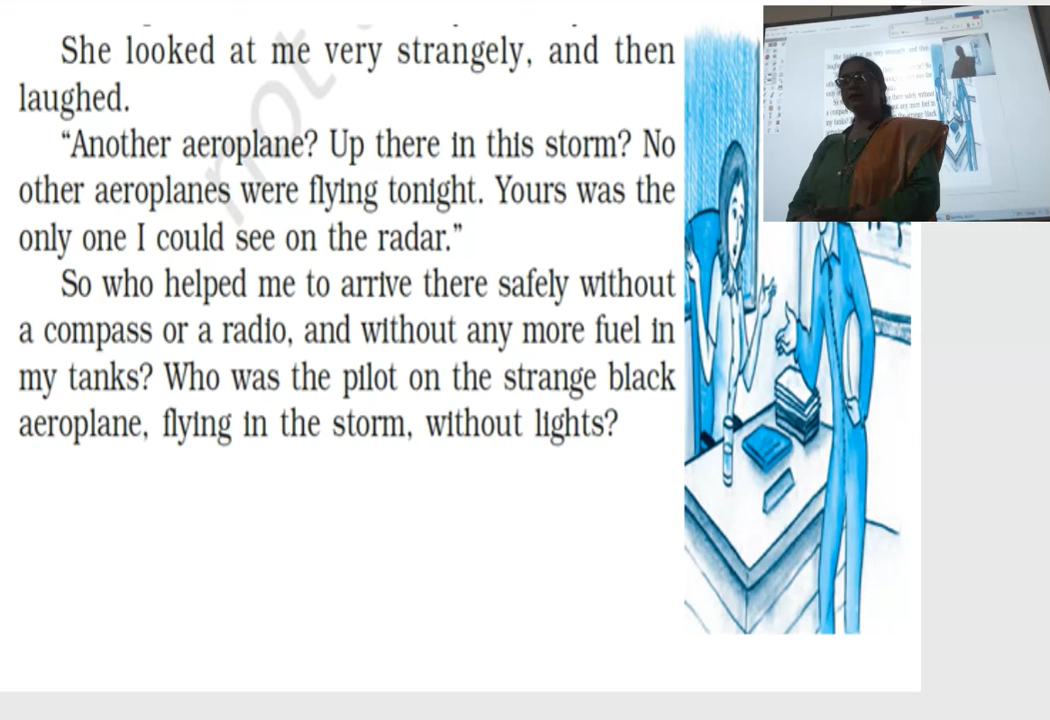 She looked at me very strangely, and then
laughed.
“Another aeroplane? Up there in this storm? No
other aeroplanes were flying tonight. Yours was the
only one I could see on the radar.”
So who helped me to arrive there safely without
a compass or a radio, and without any more fuel in
my tanks? Who was the pilot on the strange black
aeroplane, flying in the storm, without lights?
not